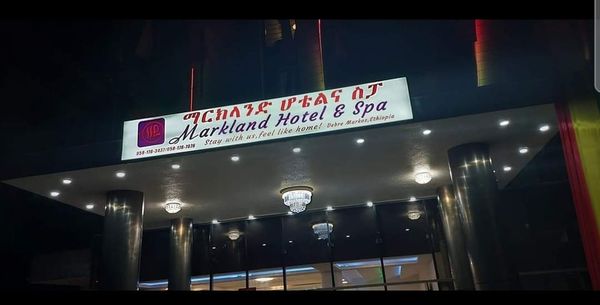 ማርክላንድ ሆቴልና ስፓ
Markland Hotel & Spa
Stay with us, feel like home! Debre Markos, Ethiopia